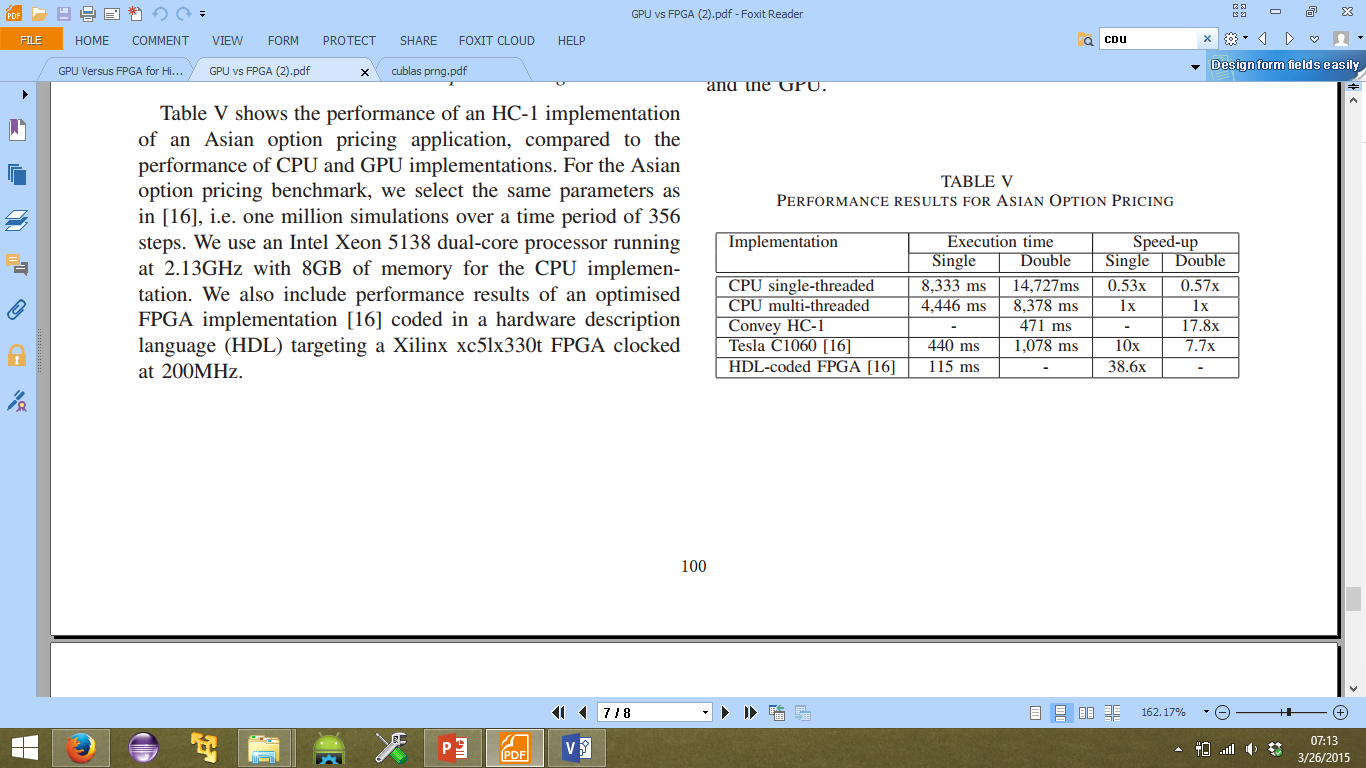 GPU vs FPGA (2).pdf - Foxit Reader
FILE HOME COMMENT VIEW FORM PROTECT SHARE FOXIT CLOUD HELP CDU
GPU Versus FPGA for Hi... GPU vs FPGA (2).pdf x cublas prng.pdf Design form fields easily
and the GPU.
Table V shows the performance of an HC-1 implementation
of an Asian option pricing application, compared to the
performance of CPU and GPU implementations. For the Asian
option pricing benchmark, we select the same parameters as
in [16], i.e. one million simulations over a time period of 356
steps. We use an Intel Xeon 5138 dual-core processor running
at 2.13GHz with 8GB of memory for the CPU implemen-
tation. We also include performance results of an optimised
FPGA implementation [16] coded in a hardware description
language (HDL) targeting a Xilinx xc5lx330t FPGA clocked
at 200MHz.
TABLE V
PERFORMANCE RESULTS FOR ASIAN OPTION PRICING
Implementation Execution time Speed-up
Single Double Single Double
CPU single-threaded 8,333 ms 14,727ms 0.53x 0.57x
CPU multi-threaded 4,446 ms 8,378 ms 1x 1x
Convey HC-1 - 471 ms - 17.8x
Tesla C1060 [16] 440 ms 1,078 ms 10x 7.7x
HDL-coded FPGA [16] 115 ms - 38.6x -
100
7 / 8 162.17%
07:13
3/26/2015